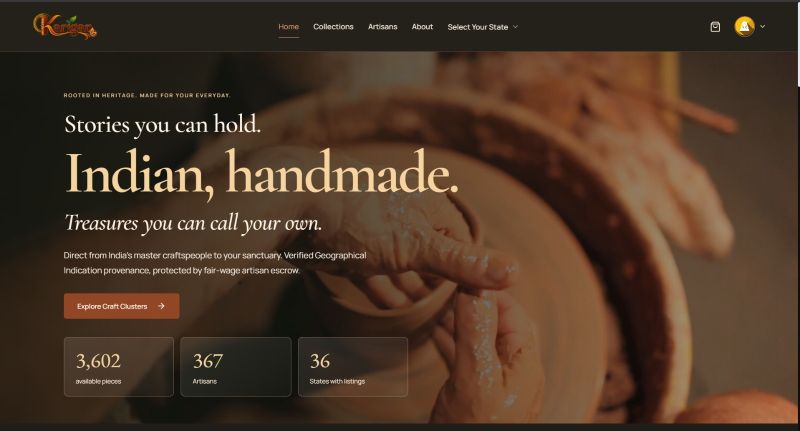 Karigar
Home Collections Artisans About Select Your State
ROOTED IN HERITAGE. MADE FOR YOUR EVERYDAY.
Stories you can hold.
Indian, handmade.
Treasures you can call your own.
Direct from India's master craftspeople to your sanctuary. Verified Geographical
Indication provenance, protected by fair-wage artisan escrow.
Explore Craft Clusters
3,602
available pieces
367
Artisans
36
States with listings